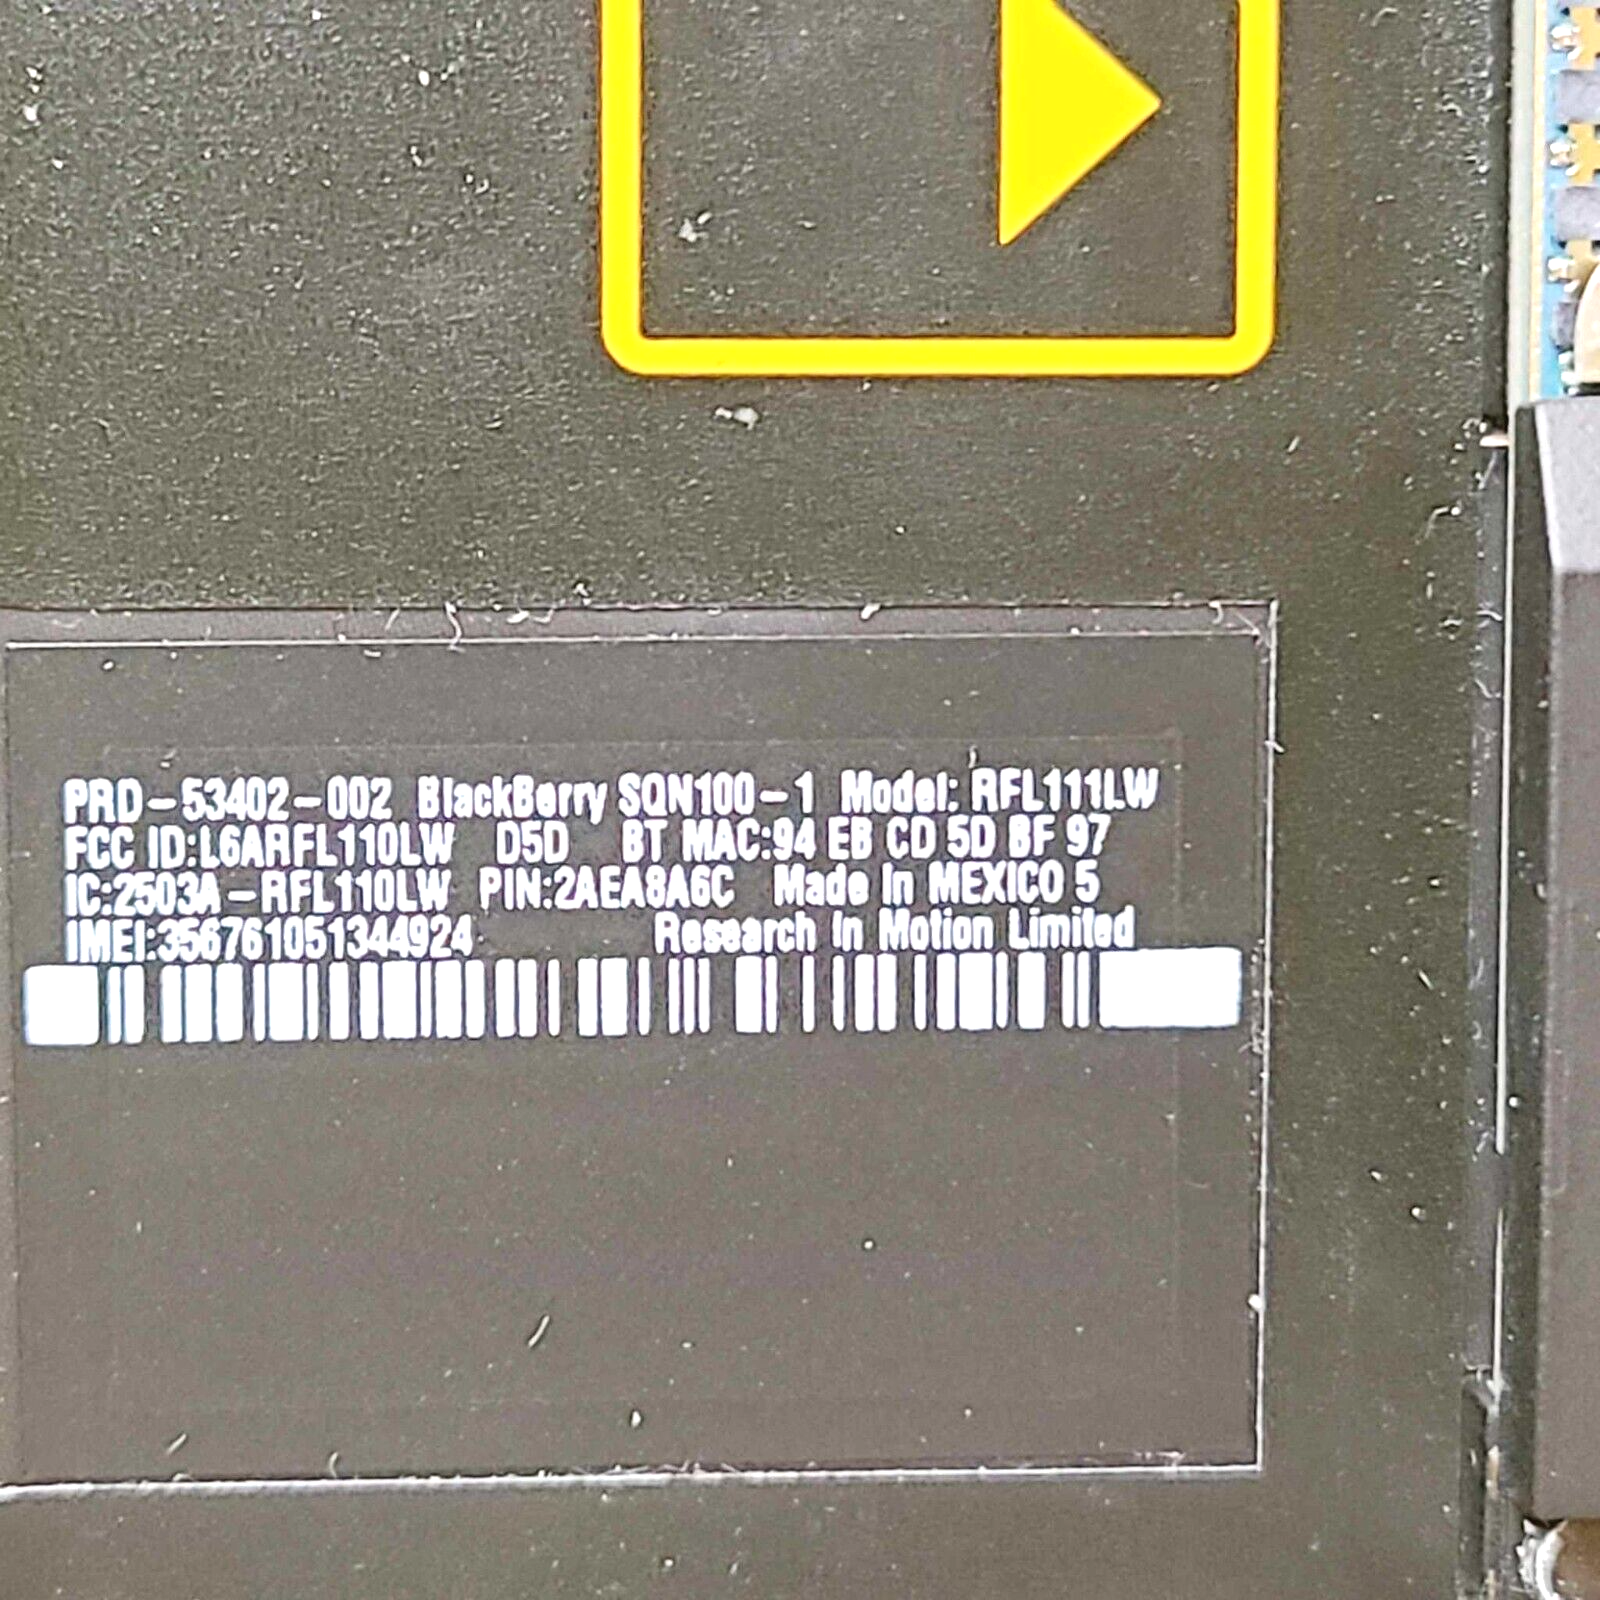 PRD-53402-002 BlackBerry SQN100-1 Model: RFL111LW
FCC ID:L6ARFL110LW D5D BT MAC:94 EB CD 5D BF 97
IC:2503A-RFL110LW PIN:2AEA8A6C Made in MEXICO 5
IMEI:356761051344924 Research In Motion Limited